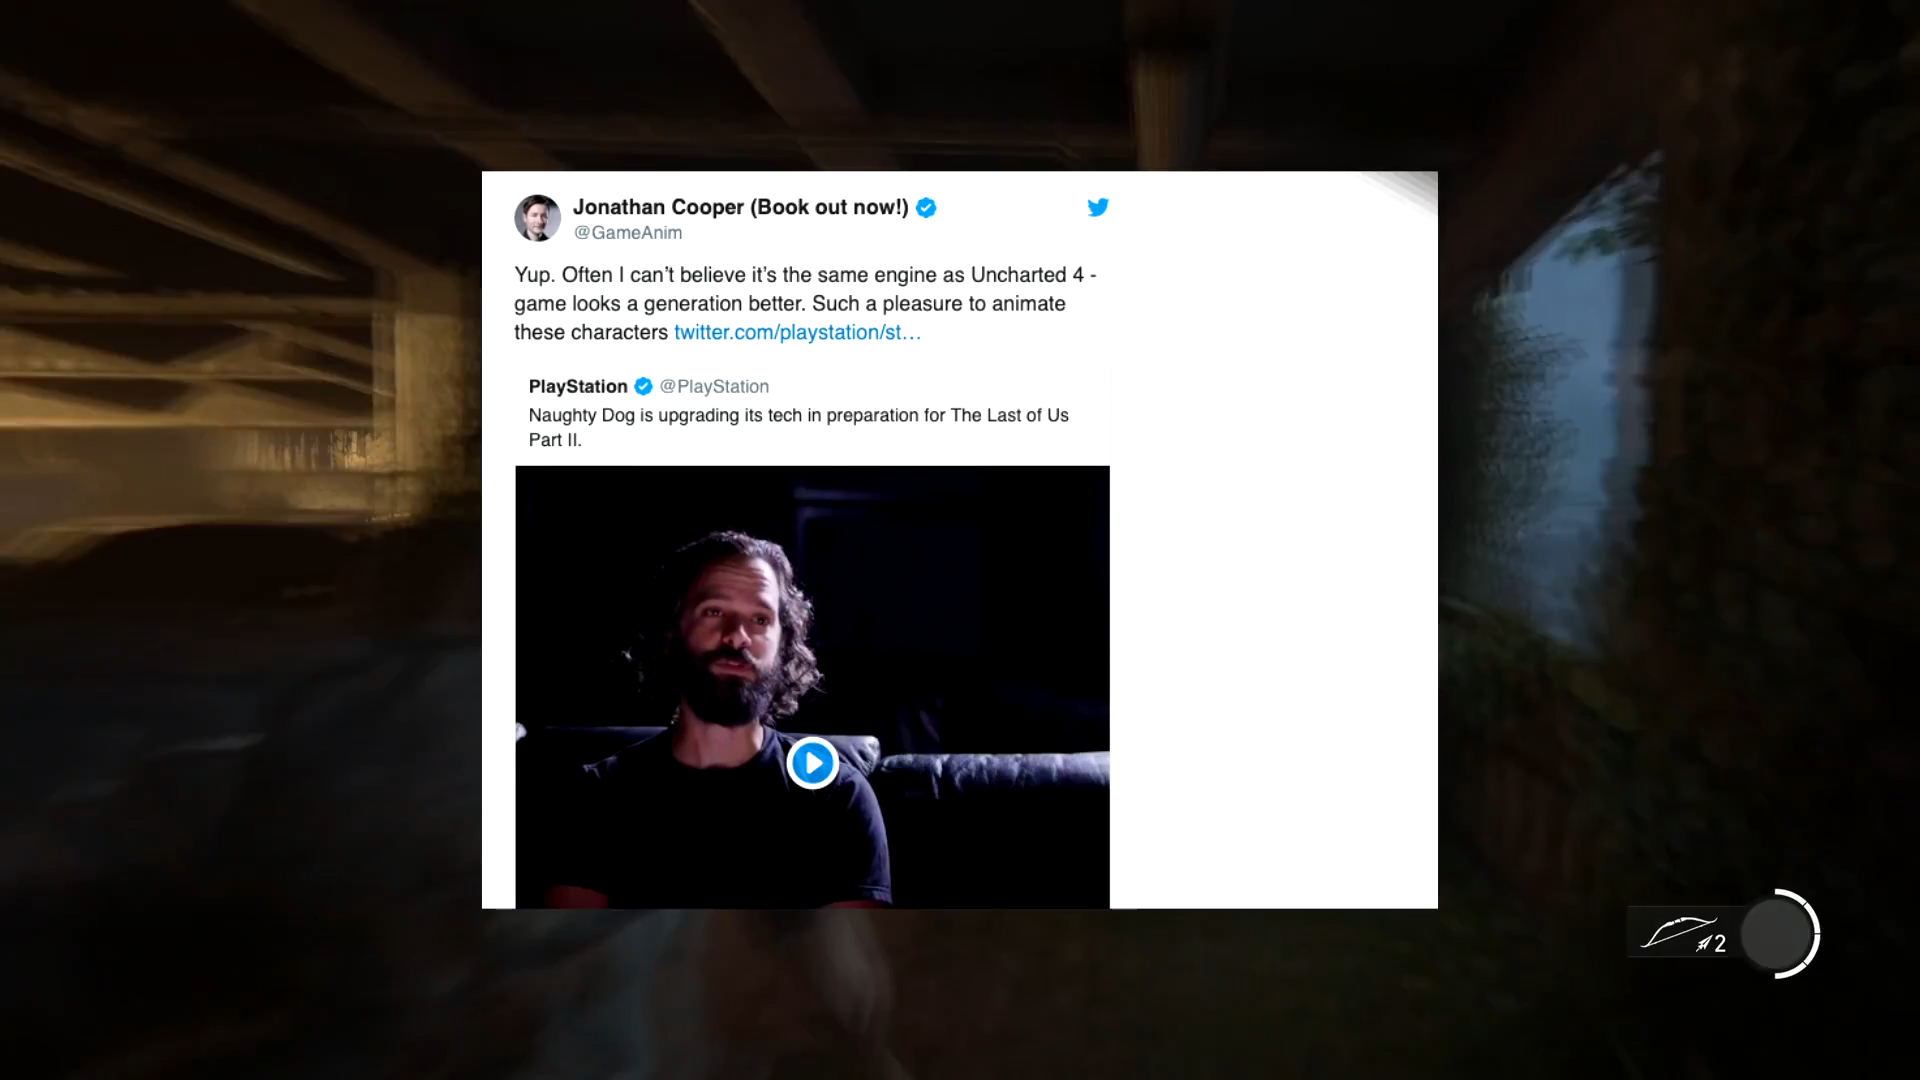 Jonathan Cooper (Book out now!)
@GameAnim
Yup. Often I can’t believe it’s the same engine as Uncharted 4 -
game looks a generation better. Such a pleasure to animate
these characters twitter.com/playstation/st…
PlayStation @PlayStation
Naughty Dog is upgrading its tech in preparation for The Last of Us
Part II.
2